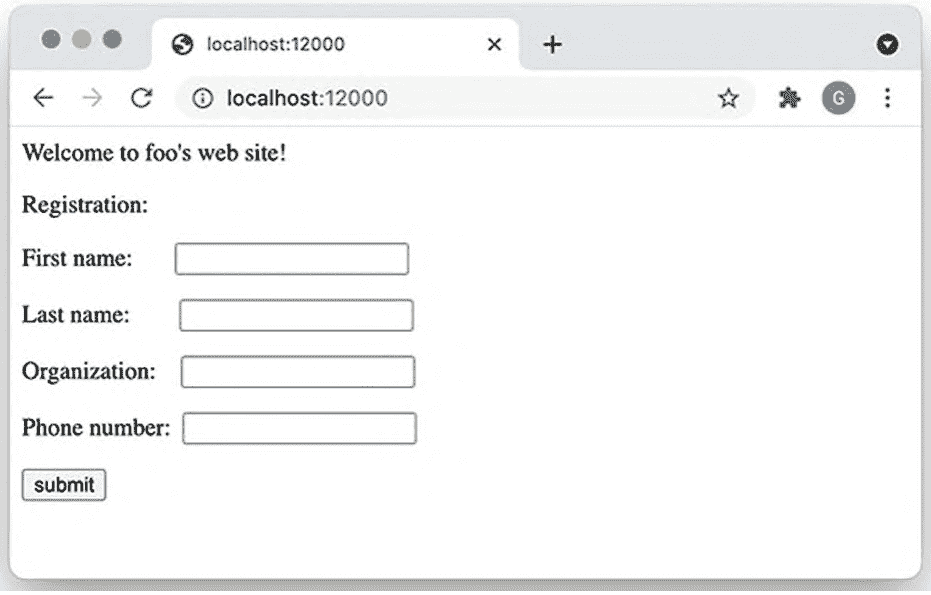 localhost:12000
localhost:12000
G
Welcome to foo's web site!
Registration:
First name:
Last name:
Organization:
Phone number:
submit